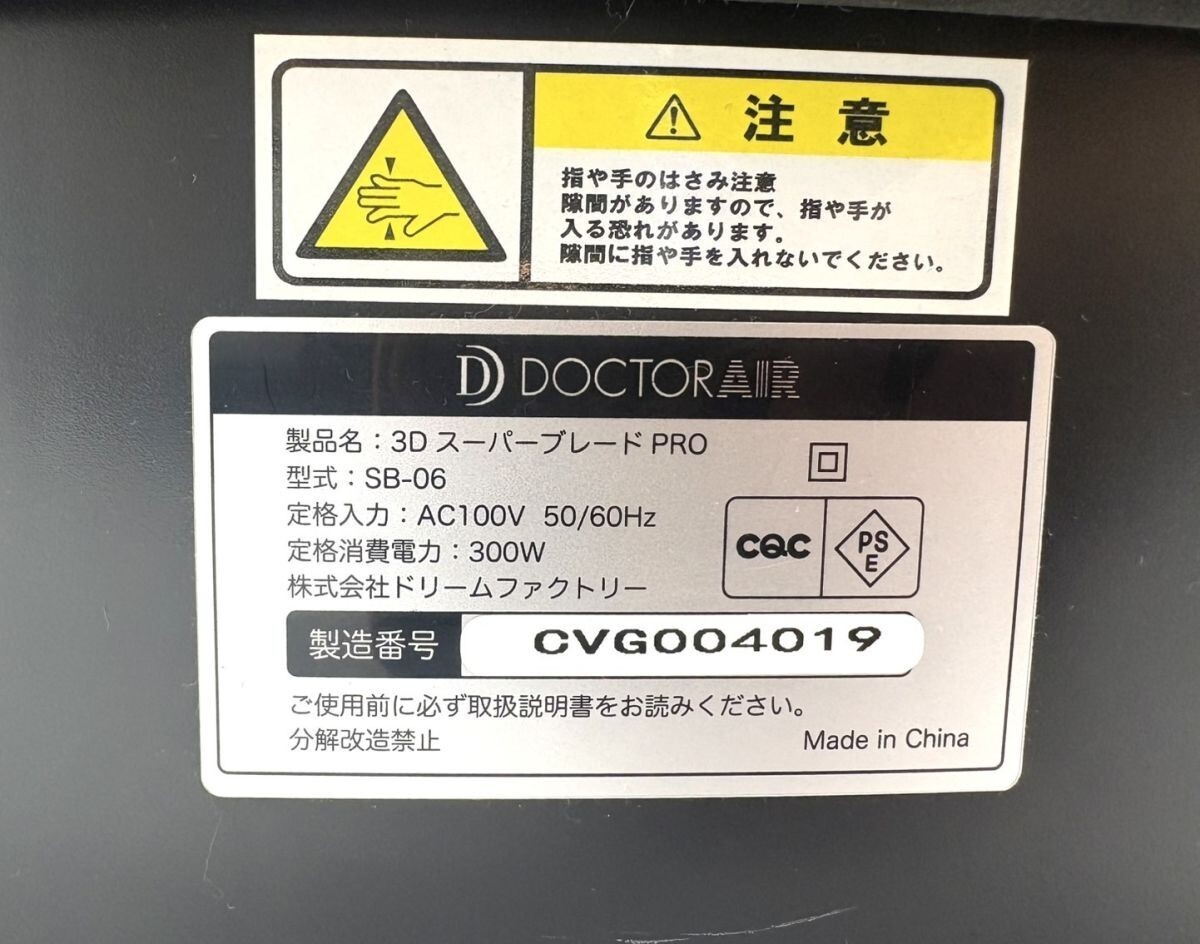 注意
指や手のはさみ注意
隙間がありますので、指や手が
入る恐れがあります。
隙間に指や手を入れないでください。
DOCTORAIR
製品名：3D スーパーブレード PRO
型式：SB-06
定格入力：AC100V 50/60Hz
定格消費電力：300W
株式会社ドリームファクトリー
CQC
PS
E
製造番号 CVG004019
ご使用前に必ず取扱説明書をお読みください。
分解改造禁止
Made in China